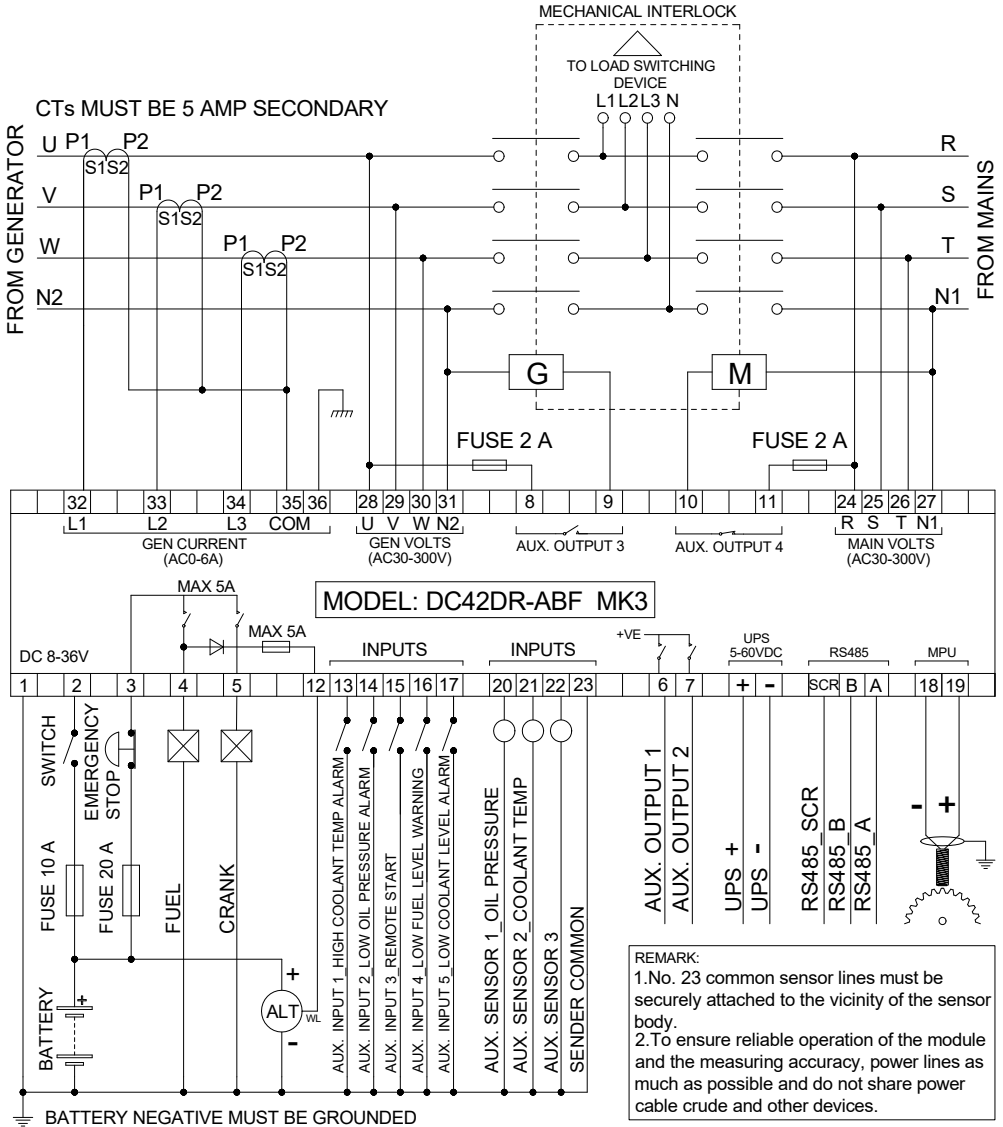 MECHANICAL INTERLOCK
TO LOAD SWITCHING
DEVICE
L1 L2 L3 N
CTs MUST BE 5 AMP SECONDARY
FROM GENERATOR
U P1 P2
S1S2
V P1 P2
S1S2
W P1 P2
S1S2
N2
R
S
T
N1
FROM MAINS
G
M
FUSE 2 A
FUSE 2 A
32 33 34 35 36 28 29 30 31 8 9 10 11 24 25 26 27
L1 L2 L3 COM
GEN CURRENT
(AC0-6A)
U V W N2
GEN VOLTS
(AC30-300V)
AUX. OUTPUT 3
AUX. OUTPUT 4
R S T N1
MAIN VOLTS
(AC30-300V)
MODEL: DC42DR-ABF MK3
MAX 5A
MAX 5A
DC 8-36V
INPUTS
INPUTS
+VE
UPS
5-60VDC
RS485
MPU
1 2 3 4 5 12 13 14 15 16 17 20 21 22 23 6 7 + - SCR B A 18 19
SWITCH
EMERGENCY
STOP
FUSE 10 A
FUSE 20 A
FUEL
CRANK
BATTERY
+
+
ALT
WL
-
AUX. INPUT 1_HIGH COOLANT TEMP ALARM
AUX. INPUT 2_LOW OIL PRESSURE ALARM
AUX. INPUT 3_REMOTE START
AUX. INPUT 4_LOW FUEL LEVEL WARNING
AUX. INPUT 5_LOW COOLANT LEVEL ALARM
AUX. SENSOR 1_OIL PRESSURE
AUX. SENSOR 2_COOLANT TEMP
AUX. SENSOR 3
SENDER COMMON
AUX. OUTPUT 1
AUX. OUTPUT 2
UPS +
UPS -
RS485_SCR
RS485_B
RS485_A
- +
REMARK:
1.No. 23 common sensor lines must be
securely attached to the vicinity of the sensor
body.
2.To ensure reliable operation of the module
and the measuring accuracy, power lines as
much as possible and do not share power
cable crude and other devices.
BATTERY NEGATIVE MUST BE GROUNDED